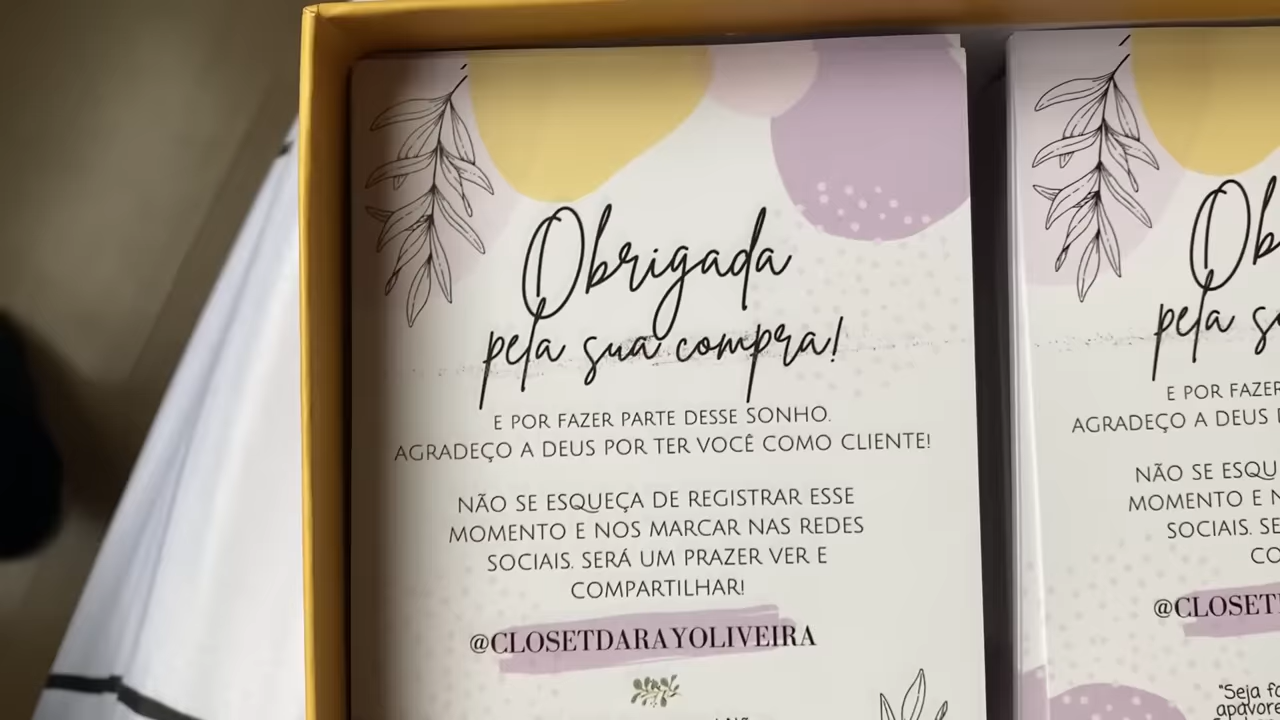 Obrigada
pela sua compra!
E POR FAZER PARTE DESSE SONHO.
AGRADEÇO A DEUS POR TER VOCÊ COMO CLIENTE!
NÃO SE ESQUEÇA DE REGISTRAR ESSE
MOMENTO E NOS MARCAR NAS REDES
SOCIAIS. SERÁ UM PRAZER VER E
COMPARTILHAR!
@CLOSETDARAYOLIVEIRA
Ob
pela
E POR FAZER
AGRADEÇO A DEUS
NÃO SE ESQU
MOMENTO E N
SOCIAIS. SE
CO
@CLOSET
"Seja fo
apavore